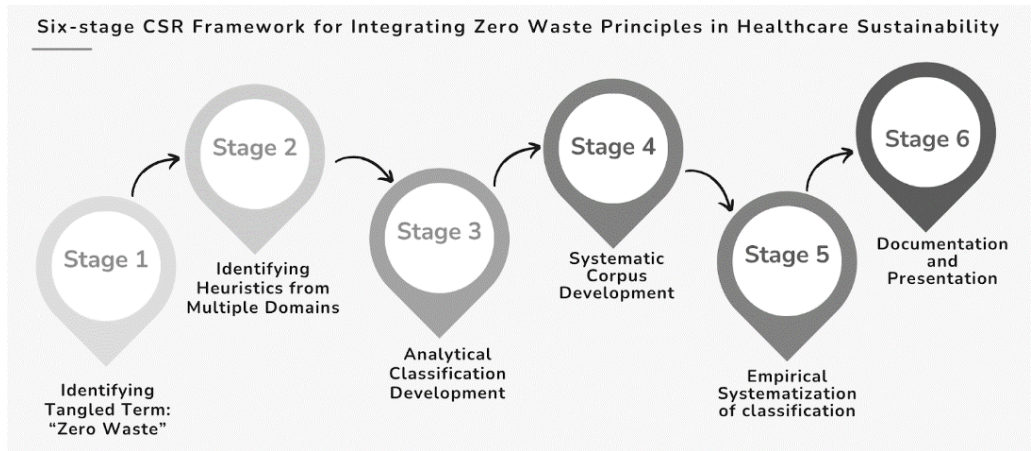 Six-stage CSR Framework for Integrating Zero Waste Principles in Healthcare Sustainability
Stage 1
Identifying
Tangled Term:
“Zero Waste”
Stage 2
Identifying
Heuristics from
Multiple Domains
Stage 3
Analytical
Classification
Development
Stage 4
Systematic
Corpus
Development
Stage 5
Empirical
Systematization
of classification
Stage 6
Documentation
and
Presentation